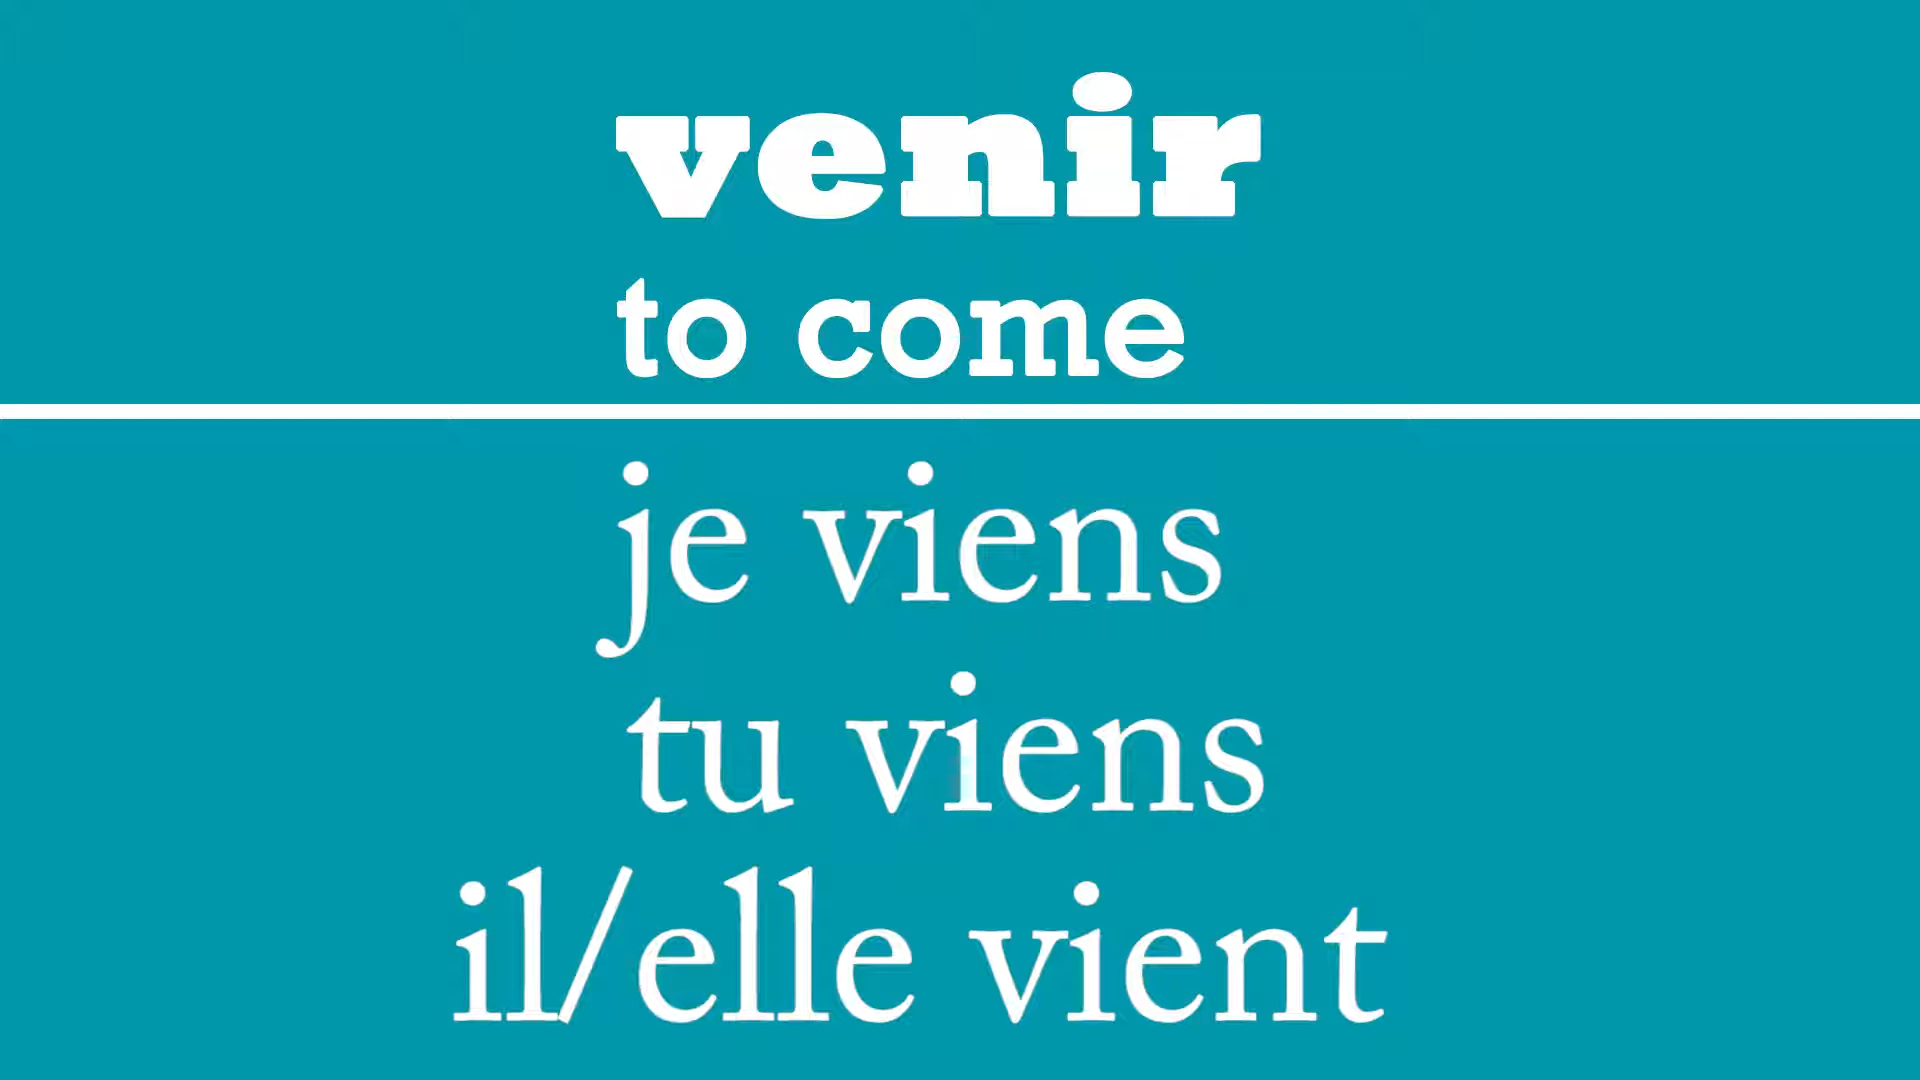 venir
to come
je viens
tu viens
il/elle vient